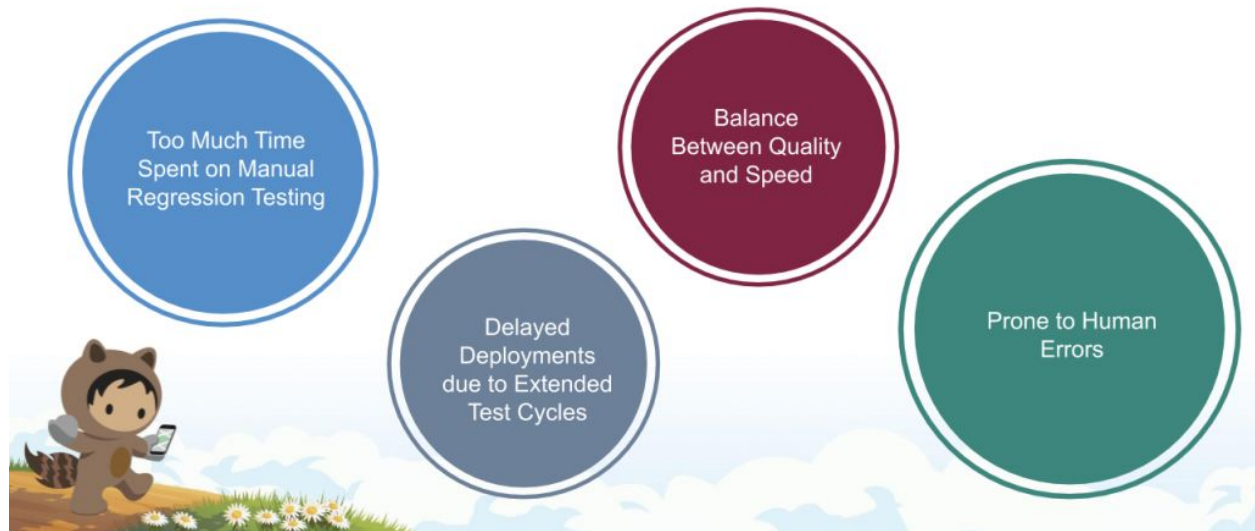 Too Much Time
Spent on Manual
Regression Testing
Delayed
Deployments
due to Extended
Test Cycles
Balance
Between Quality
and Speed
Prone to Human
Errors